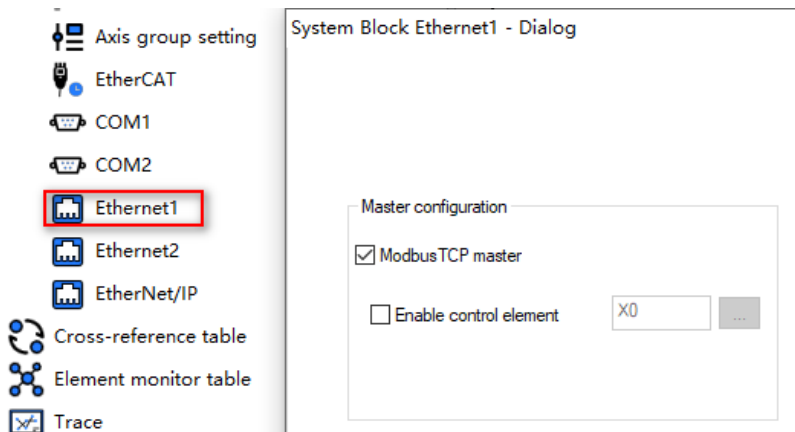 Axis group setting
EtherCAT
COM1
COM2
Ethernet1
Ethernet2
EtherNet/IP
Cross-reference table
Element monitor table
Trace
System Block Ethernet1 - Dialog
Master configuration
ModbusTCP master
Enable control element
X0
...